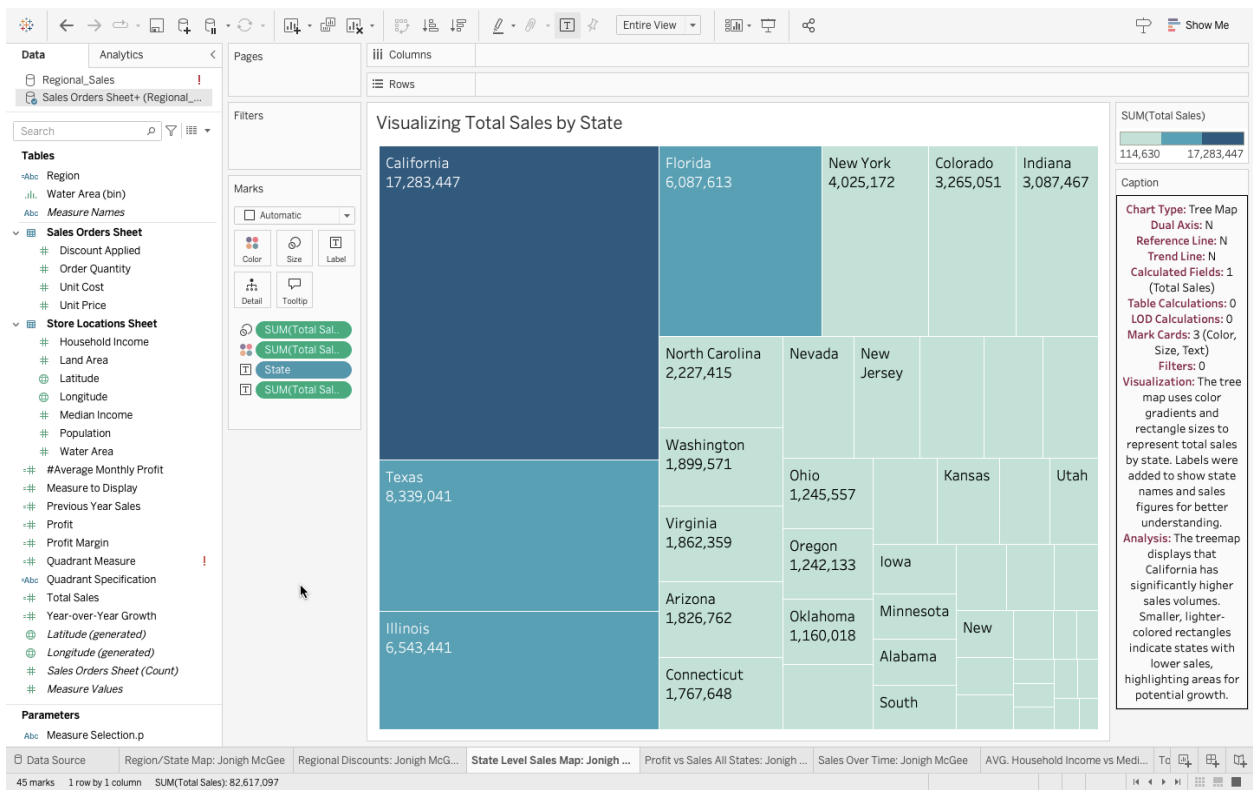 Entire View
Show Me
Data
Analytics
Regional_Sales
Sales Orders Sheet+ (Regional_...
Search
Tables
Region
Water Area (bin)
Measure Names
Sales Orders Sheet
Discount Applied
Order Quantity
Unit Cost
Unit Price
Store Locations Sheet
Household Income
Land Area
Latitude
Longitude
Median Income
Population
Water Area
#Average Monthly Profit
Measure to Display
Previous Year Sales
Profit
Profit Margin
Quadrant Measure
Quadrant Specification
Total Sales
Year-over-Year Growth
Latitude (generated)
Longitude (generated)
Sales Orders Sheet (Count)
Measure Values
Parameters
Measure Selection.p
Pages
Filters
Marks
Automatic
Color
Size
Label
Detail
Tooltip
SUM(Total Sal..
SUM(Total Sal..
State
SUM(Total Sal..
Columns
Rows
Visualizing Total Sales by State
California
17,283,447
Texas
8,339,041
Illinois
6,543,441
Florida
6,087,613
New York
4,025,172
Colorado
3,265,051
Indiana
3,087,467
North Carolina
2,227,415
Washington
1,899,571
Virginia
1,862,359
Arizona
1,826,762
Connecticut
1,767,648
Nevada
New
Jersey
Ohio
1,245,557
Oregon
1,242,133
Oklahoma
1,160,018
Kansas
Utah
Iowa
Minnesota
Alabama
South
New
SUM(Total Sales)
114,630 17,283,447
Caption
Chart Type: Tree Map
Dual Axis: N
Reference Line: N
Trend Line: N
Calculated Fields: 1
(Total Sales)
Table Calculations: 0
LOD Calculations: 0
Mark Cards: 3 (Color,
Size, Text)
Filters: 0
Visualization: The tree
map uses color
gradients and
rectangle sizes to
represent total sales
by state. Labels were
added to show state
names and sales
figures for better
understanding.
Analysis: The treemap
displays that
California has
significantly higher
sales volumes.
Smaller, lighter-
colored rectangles
indicate states with
lower sales,
highlighting areas for
potential growth.
Data Source
Region/State Map: Jonigh McGee
Regional Discounts: Jonigh McG...
State Level Sales Map: Jonigh ...
Profit vs Sales All States: Jonigh ...
Sales Over Time: Jonigh McGee
AVG. Household Income vs Medi...
45 marks
1 row by 1 column
SUM(Total Sales): 82,617,097